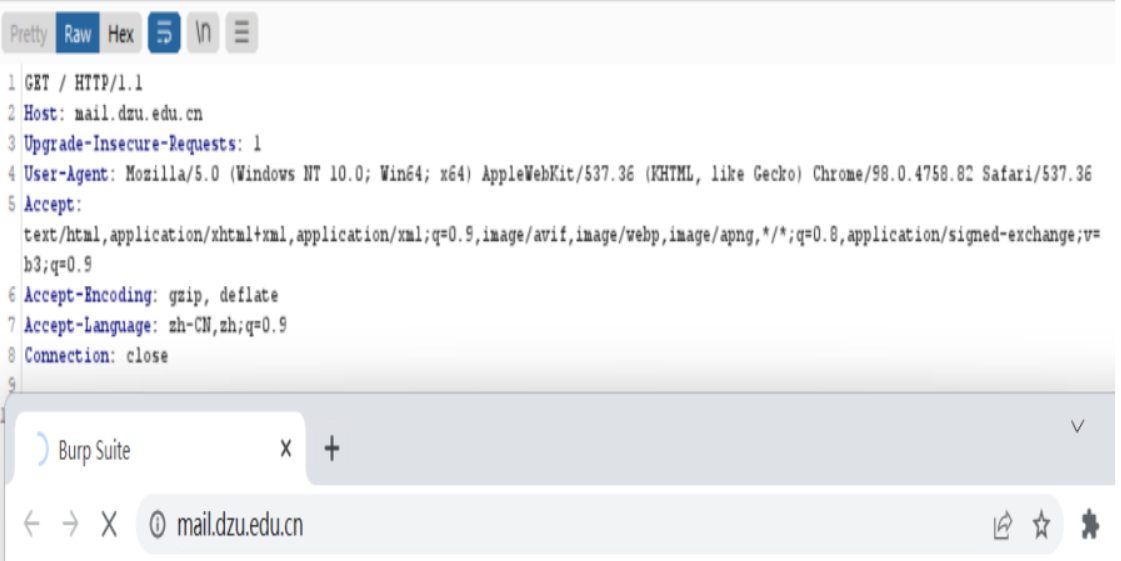 Pretty Raw Hex \n
1 GET / HTTP/1.1
2 Host: mail.dzu.edu.cn
3 Upgrade-Insecure-Requests: 1
4 User-Agent: Mozilla/5.0 (Windows NT 10.0; Win64; x64) AppleWebKit/537.36 (KHTML, like Gecko) Chrome/98.0.4758.82 Safari/537.36
5 Accept:
text/html,application/xhtml+xml,application/xml;q=0.9,image/avif,image/webp,image/apng,*/*;q=0.8,application/signed-exchange;v=
b3;q=0.9
6 Accept-Encoding: gzip, deflate
7 Accept-Language: zh-CN,zh;q=0.9
8 Connection: close
9
Burp Suite
mail.dzu.edu.cn